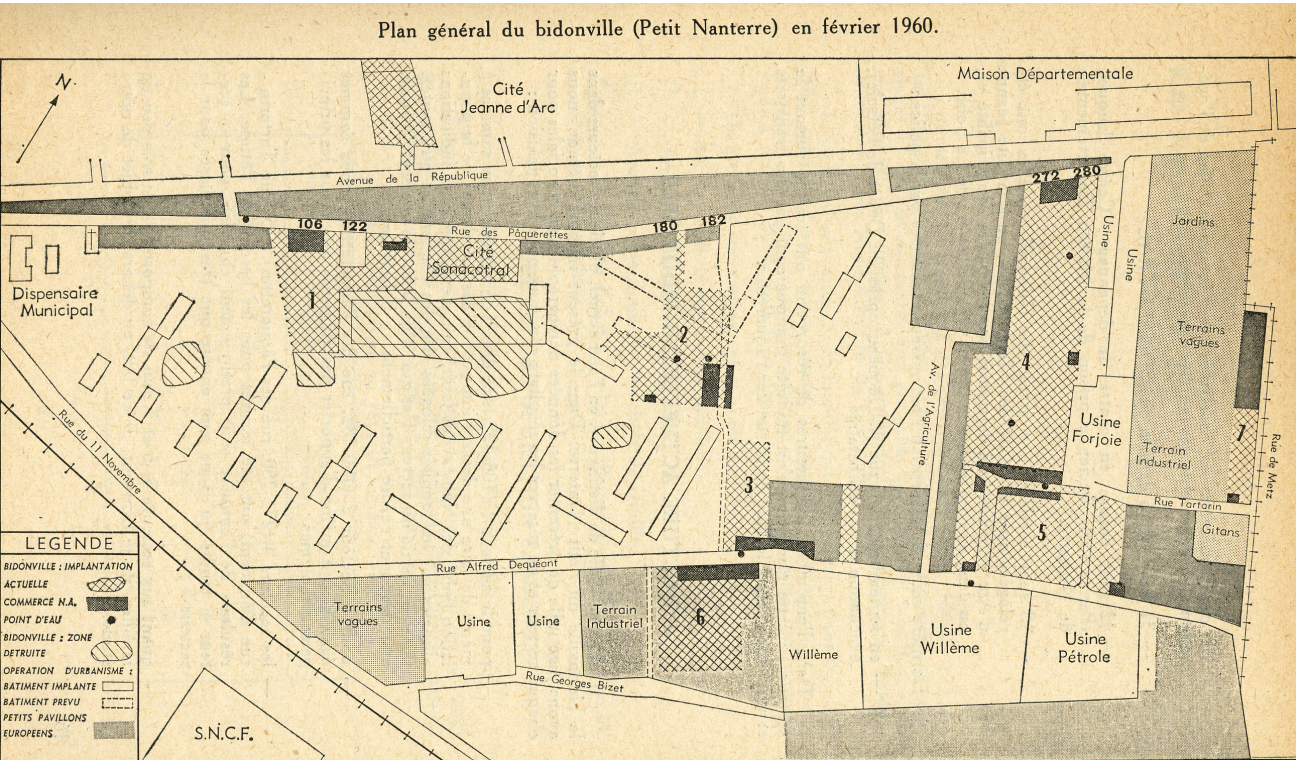 Plan général du bidonville (Petit Nanterre) en février 1960.
N.
Cité
Jeanne d'Arc
Maison Départementale
Avenue de la République
272 280
106 122
Rue des Pâquerettes
180 182
Cité
Sonacotral
Dispensaire
Municipal
1
2
3
4
5
6
7
Usine
Usine
Jardins
Terrains
vagues
Usine
Forjoie
Terrain
Industriel
Rue de Metz
Rue Tartarin
Gitans
Av. de l'Agriculture
Rue du 11 Novembre
Rue Alfred Dequéant
Terrains
vagues
Usine
Usine
Terrain
Industriel
Rue Georges Bizet
Willème
Usine
Willème
Usine
Pétrole
S.N.C.F.
LEGENDE
BIDONVILLE : IMPLANTATION
ACTUELLE
COMMERCE N.A.
POINT D'EAU
BIDONVILLE : ZONE
DETRUITE
OPERATION D'URBANISME :
BATIMENT IMPLANTE
BATIMENT PREVU
PETITS PAVILLONS
EUROPEENS